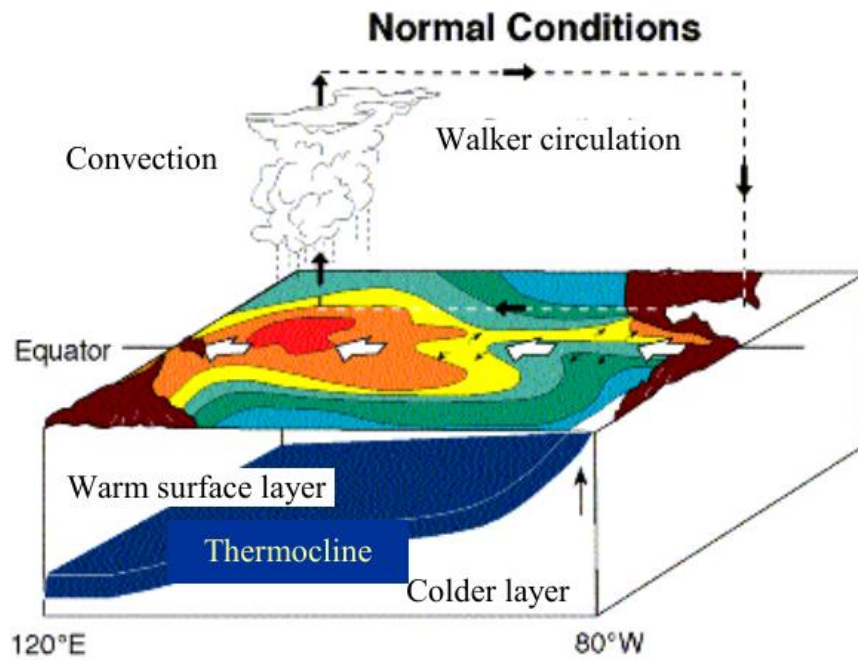 Normal Conditions
Walker circulation
Convection
Equator
Warm surface layer
Thermocline
Colder layer
120°E
80°W